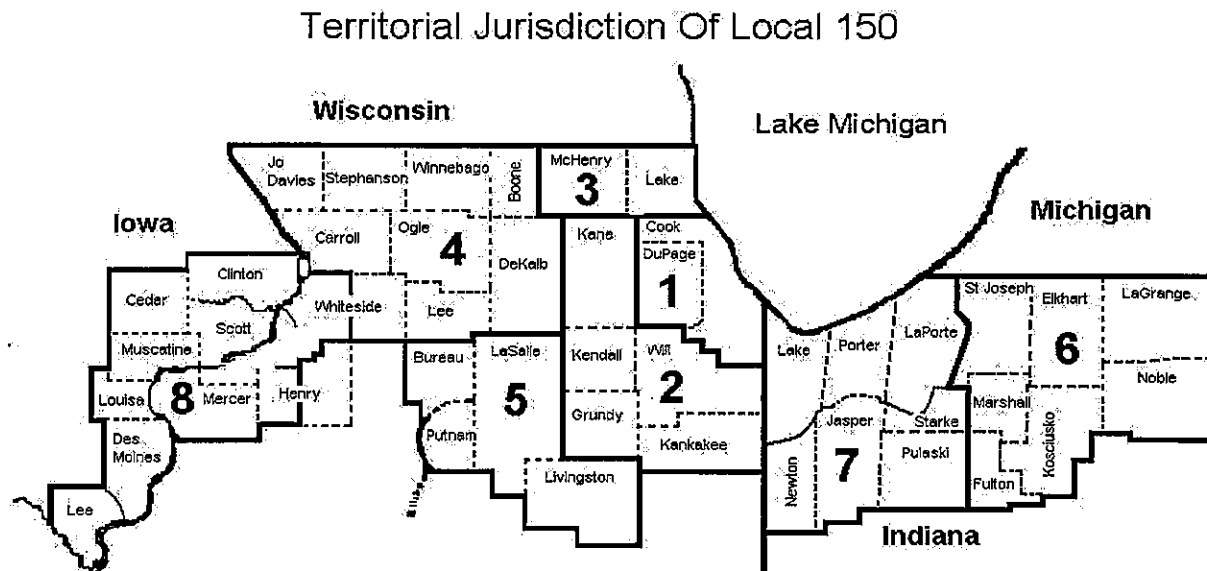 Territorial Jurisdiction Of Local 150
Wisconsin
Lake Michigan
Michigan
Iowa
Indiana
Jo
Davies
Stephanson
Winnebago
Boone
McHenry
3
Lake
Carroll
Ogle
4
DeKalb
Kane
Cook
DuPage
1
Clinton
Whiteside
Lee
Cedar
Scott
Muscatine
Louisa
8
Mercer
Henry
Des
Moines
Lee
Bureau
LaSalle
5
Putnam
Livingston
Kendall
Will
2
Grundy
Kankakee
Lake
Porter
LaPorte
St Joseph
Elkhart
LaGrange
6
Noble
Marshall
Kosciusko
Fulton
Starke
Jasper
Pulaski
7
Newton